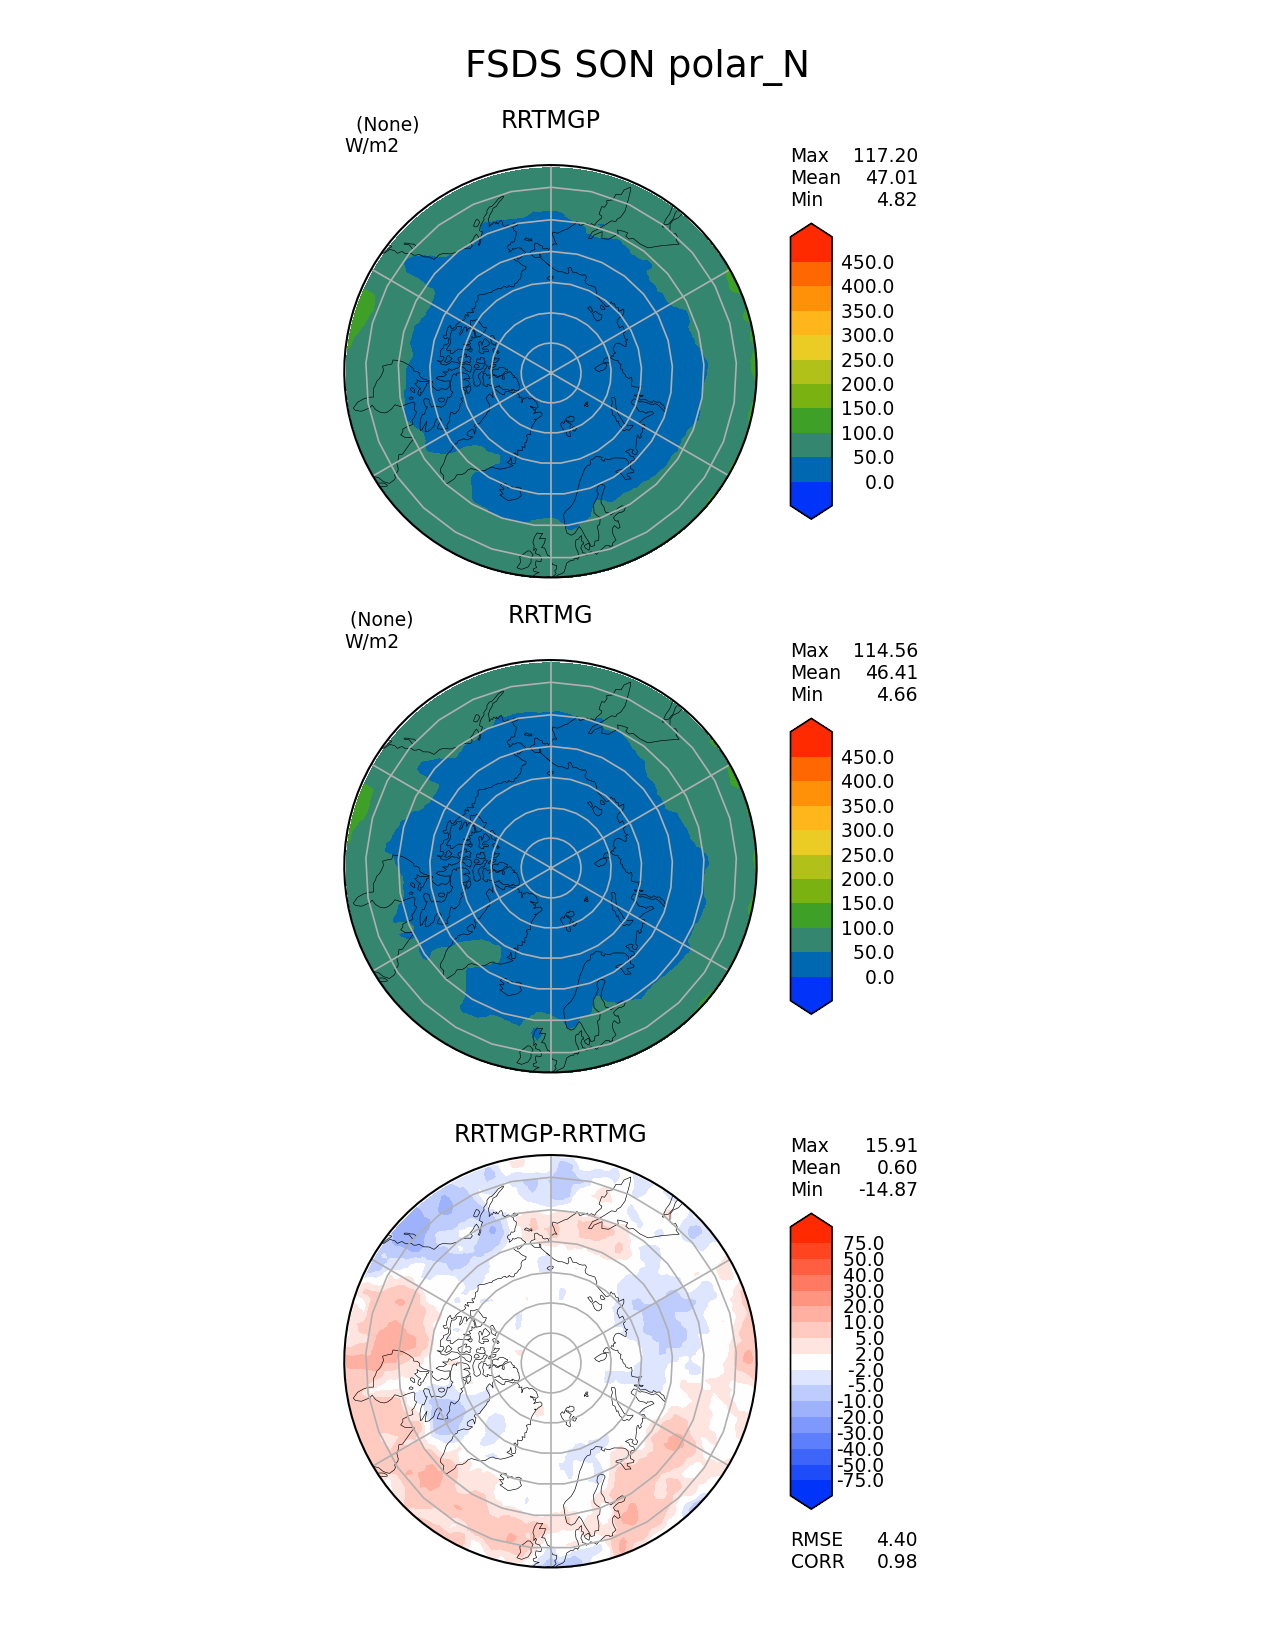 FSDS SON polar_N
RRTMGP
(None)
W/m2
Max 117.20
Mean 47.01
Min 4.82
450.0
400.0
350.0
300.0
250.0
200.0
150.0
100.0
50.0
0.0
RRTMG
(None)
W/m2
Max 114.56
Mean 46.41
Min 4.66
450.0
400.0
350.0
300.0
250.0
200.0
150.0
100.0
50.0
0.0
RRTMGP-RRTMG
Max 15.91
Mean 0.60
Min -14.87
75.0
50.0
40.0
30.0
20.0
10.0
5.0
2.0
-2.0
-5.0
-10.0
-20.0
-30.0
-40.0
-50.0
-75.0
RMSE 4.40
CORR 0.98